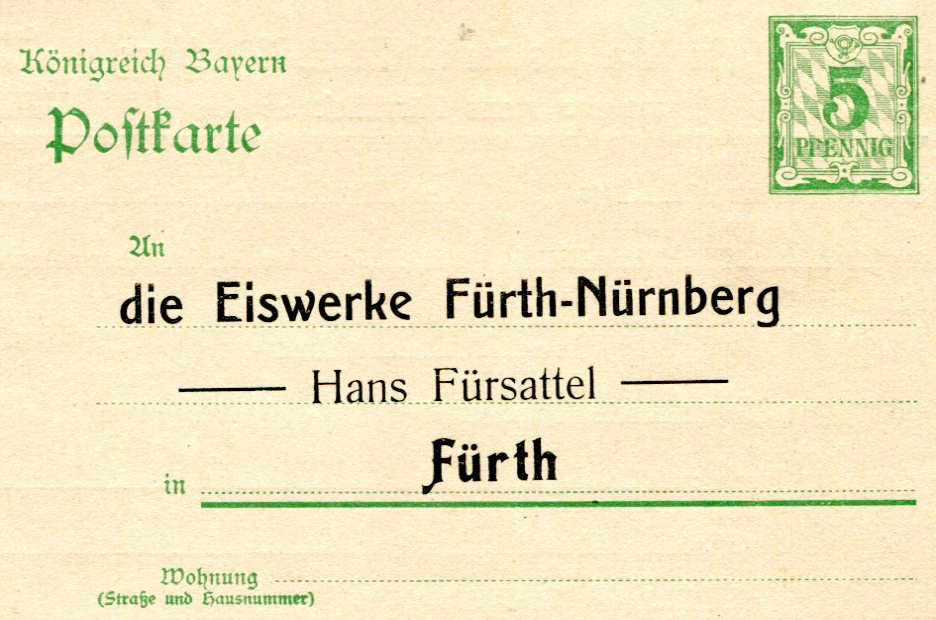 Königreich Bayern
Poſtkarte
5
PFENNIG
An
die Eiswerke Fürth-Nürnberg
Hans Fürsattel
Fürth
in
Wohnung
(Straße und Hausnummer)